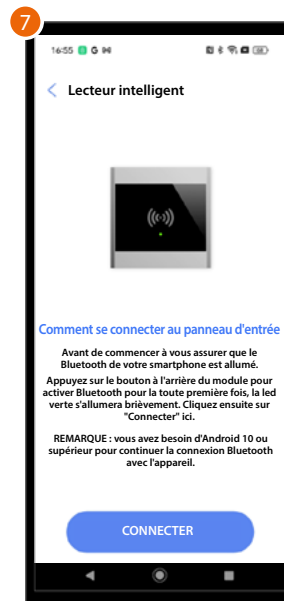 7
16:55
Lecteur intelligent
Comment se connecter au panneau d'entrée
Avant de commencer à vous assurer que le
Bluetooth de votre smartphone est allumé.
Appuyez sur le bouton à l'arrière du module pour
activer Bluetooth pour la toute première fois, la led
verte s'allumera brièvement. Cliquez ensuite sur
"Connecter" ici.
REMARQUE : vous avez besoin d'Android 10 ou
supérieur pour continuer la connexion Bluetooth
avec l'appareil.
CONNECTER